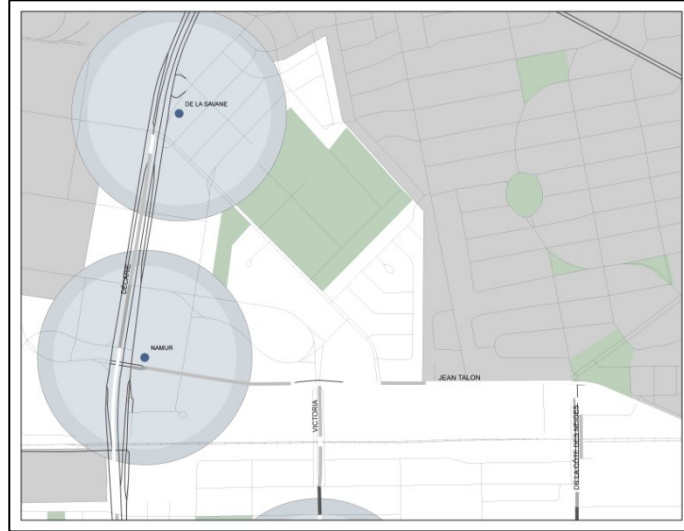 DE LA SAVANE
DÉCARIE
NAMUR
JEAN TALON
VICTORIA
DE LA CÔTE DES NEIGES